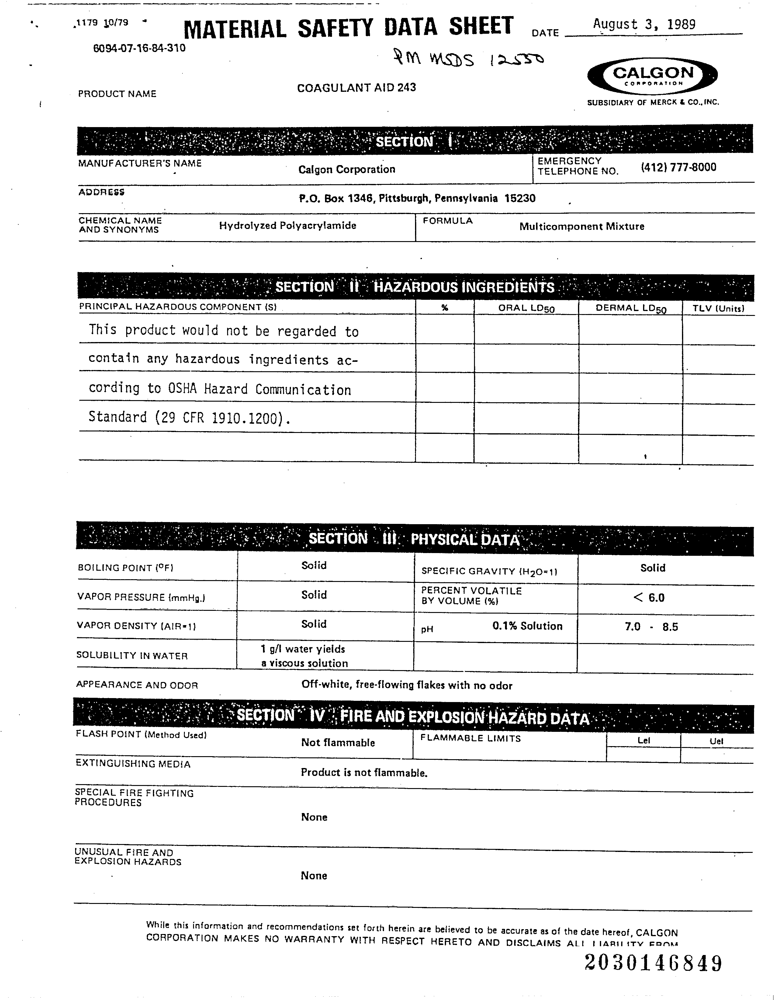 1179 10/79
MATERIAL SAFETY DATA SHEET DATE August 3, 1989
6094-07-16-84-310
PM MSDS 12550
CALGON
CORPORATION
SUBSIDIARY OF MERCK & CO., INC.
PRODUCT NAME COAGULANT AID 243
SECTION I
MANUFACTURER'S NAME Calgon Corporation EMERGENCY TELEPHONE NO. (412) 777-8000
ADDRESS P.O. Box 1346, Pittsburgh, Pennsylvania 15230
CHEMICAL NAME AND SYNONYMS Hydrolyzed Polyacrylamide FORMULA Multicomponent Mixture
SECTION II HAZARDOUS INGREDIENTS
PRINCIPAL HAZARDOUS COMPONENT (S) % ORAL LD50 DERMAL LD50 TLV (Units)
This product would not be regarded to
contain any hazardous ingredients ac-
cording to OSHA Hazard Communication
Standard (29 CFR 1910.1200).
SECTION III PHYSICAL DATA
BOILING POINT (ºF) Solid SPECIFIC GRAVITY (H2O=1) Solid
VAPOR PRESSURE (mmHg.) Solid PERCENT VOLATILE BY VOLUME (%) < 6.0
VAPOR DENSITY (AIR=1) Solid pH 0.1% Solution 7.0 - 8.5
SOLUBILITY IN WATER 1 g/l water yields a viscous solution
APPEARANCE AND ODOR Off-white, free-flowing flakes with no odor
SECTION IV FIRE AND EXPLOSION HAZARD DATA
FLASH POINT (Method Used) Not flammable FLAMMABLE LIMITS Lel Uel
EXTINGUISHING MEDIA Product is not flammable.
SPECIAL FIRE FIGHTING PROCEDURES None
UNUSUAL FIRE AND EXPLOSION HAZARDS None
While this information and recommendations set forth herein are believed to be accurate as of the date hereof, CALGON
CORPORATION MAKES NO WARRANTY WITH RESPECT HERETO AND DISCLAIMS ALL LIABILITY FROM
2030146849